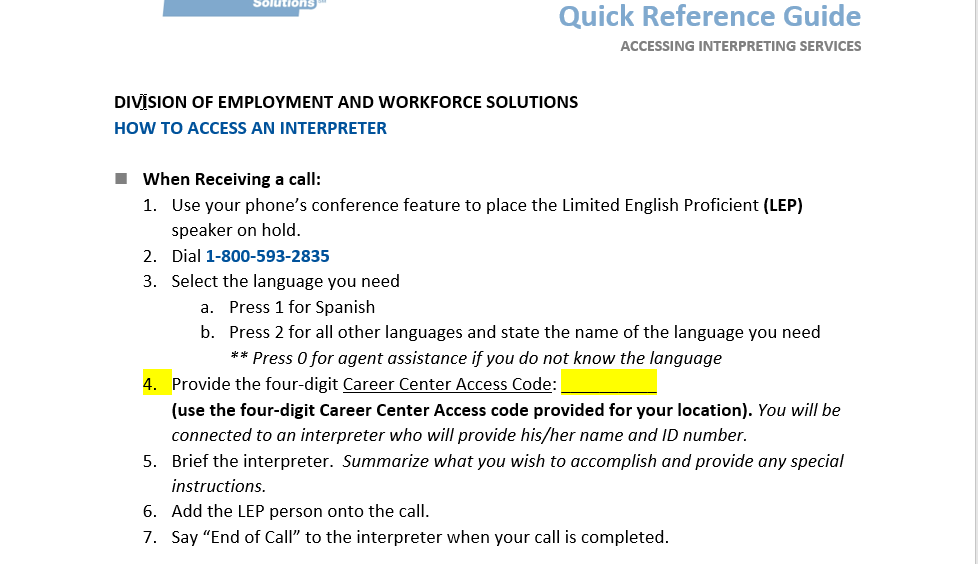 Solutions
Quick Reference Guide
ACCESSING INTERPRETING SERVICES
DIVISION OF EMPLOYMENT AND WORKFORCE SOLUTIONS
HOW TO ACCESS AN INTERPRETER
■ When Receiving a call:
1. Use your phone’s conference feature to place the Limited English Proficient (LEP)
speaker on hold.
2. Dial 1-800-593-2835
3. Select the language you need
a. Press 1 for Spanish
b. Press 2 for all other languages and state the name of the language you need
** Press 0 for agent assistance if you do not know the language
4. Provide the four-digit Career Center Access Code: __________
(use the four-digit Career Center Access code provided for your location). You will be
connected to an interpreter who will provide his/her name and ID number.
5. Brief the interpreter.  Summarize what you wish to accomplish and provide any special
instructions.
6. Add the LEP person onto the call.
7. Say “End of Call” to the interpreter when your call is completed.